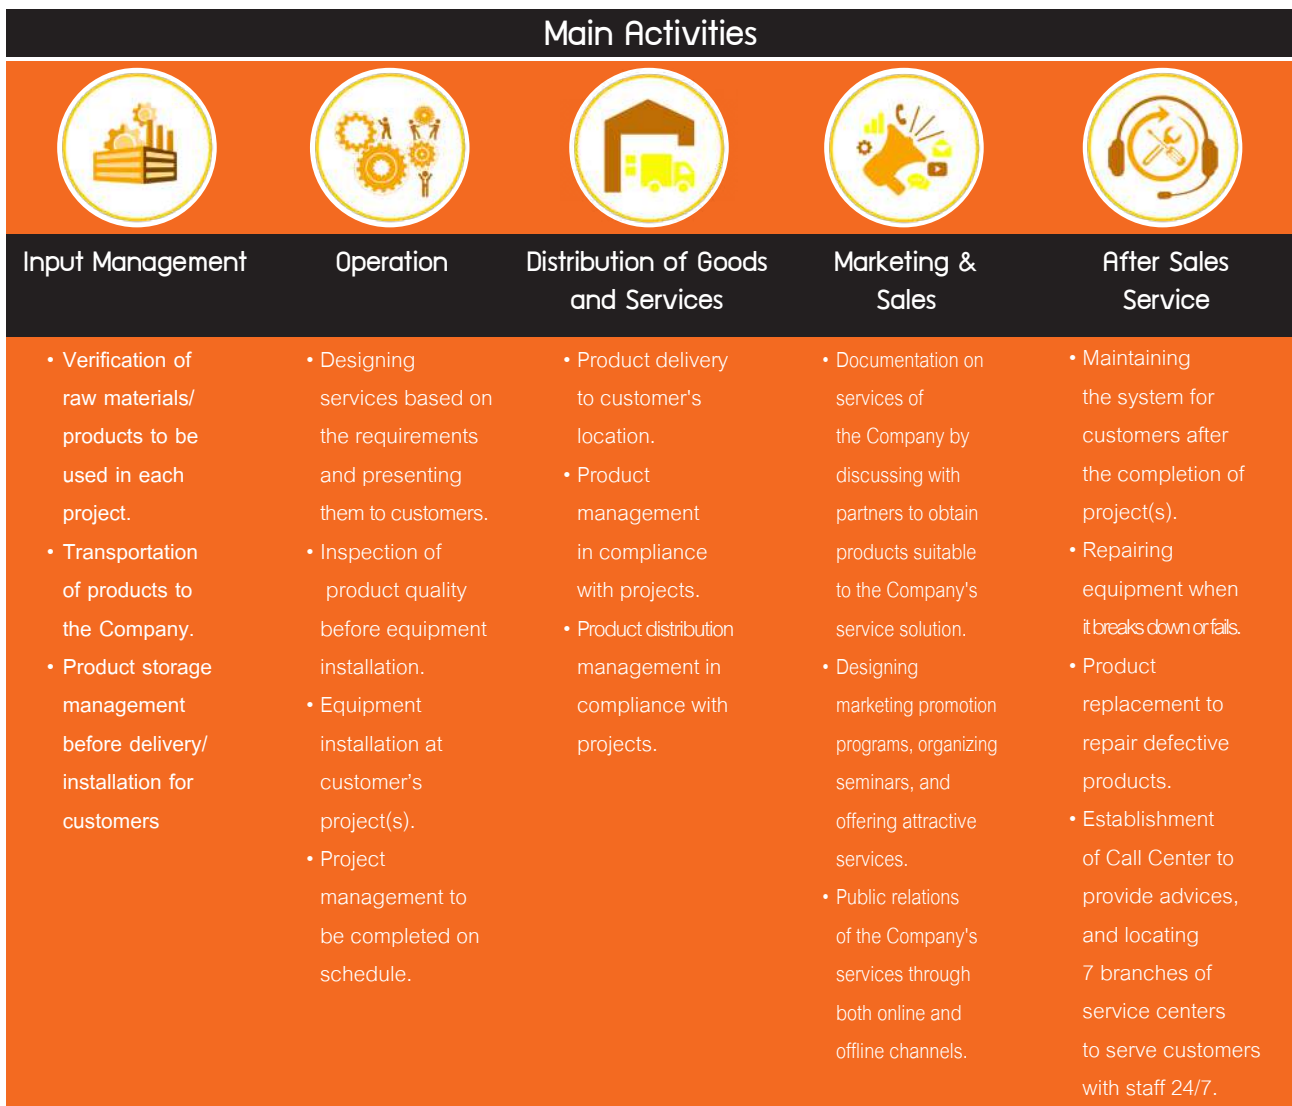 Main Activities
Input Management
• Verification of
raw materials/
products to be
used in each
project.
• Transportation
of products to
the Company.
• Product storage
management
before delivery/
installation for
customers
Operation
• Designing
services based on
the requirements
and presenting
them to customers.
• Inspection of
product quality
before equipment
installation.
• Equipment
installation at
customer’s
project(s).
• Project
management to
be completed on
schedule.
Distribution of Goods
and Services
• Product delivery
to customer's
location.
• Product
management
in compliance
with projects.
• Product distribution
management in
compliance with
projects.
Marketing &
Sales
• Documentation on
services of
the Company by
discussing with
partners to obtain
products suitable
to the Company's
service solution.
• Designing
marketing promotion
programs, organizing
seminars, and
offering attractive
services.
• Public relations
of the Company's
services through
both online and
offline channels.
After Sales
Service
• Maintaining
the system for
customers after
the completion of
project(s).
• Repairing
equipment when
it breaks down or fails.
• Product
replacement to
repair defective
products.
• Establishment
of Call Center to
provide advices,
and locating
7 branches of
service centers
to serve customers
with staff 24/7.